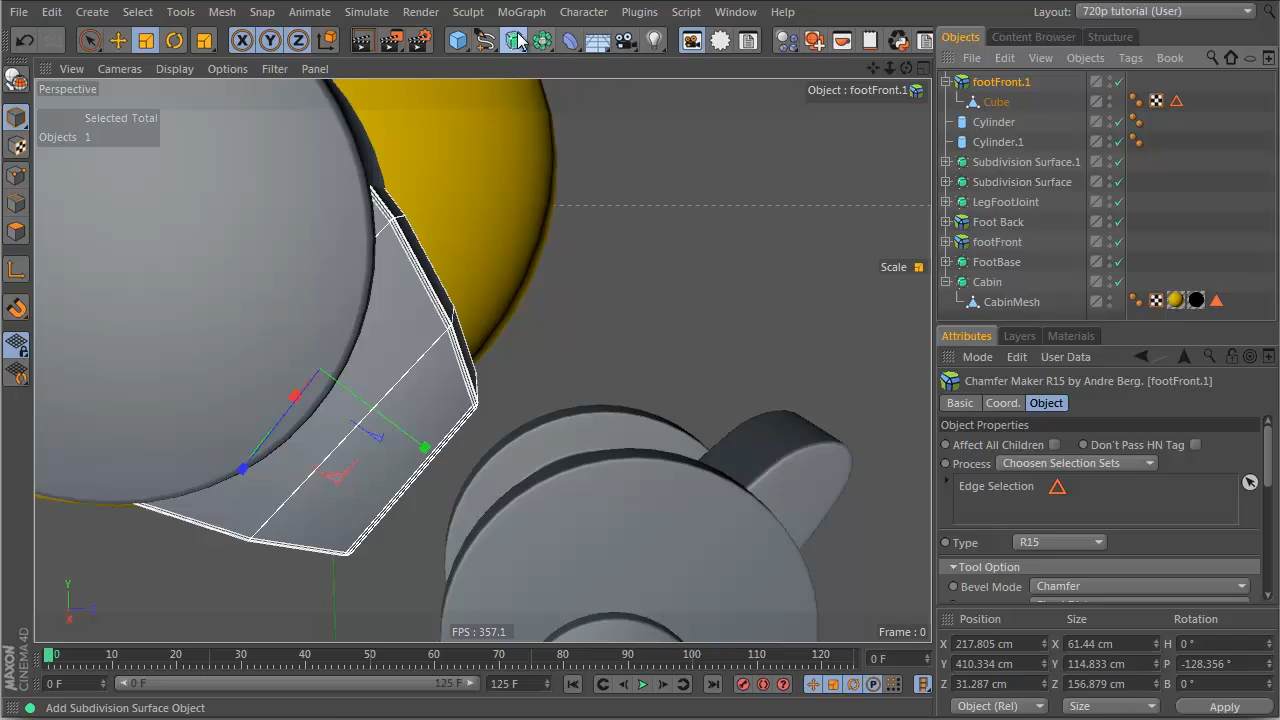 File Edit Create Select Tools Mesh Snap Animate Simulate Render Sculpt MoGraph Character Plugins Script Window Help Layout: 720p tutorial (User)
Objects Content Browser Structure
View Cameras Display Options Filter Panel
File Edit View Objects Tags Book
Perspective
Object : footFront.1
Selected Total
Objects 1
footFront.1
Cube
Cylinder
Cylinder.1
Subdivision Surface.1
Subdivision Surface
LegFootJoint
Foot Back
footFront
FootBase
Cabin
CabinMesh
Scale
Attributes Layers Materials
Mode Edit User Data
Chamfer Maker R15 by Andre Berg. [footFront.1]
Basic Coord. Object
Object Properties
Affect All Children Don't Pass HN Tag
Process Choosen Selection Sets
Edge Selection
Type R15
Tool Option
Bevel Mode Chamfer
Y
Z
X
FPS : 357.1
Frame : 0
0 10 20 30 40 50 60 70 80 90 100 110 120 0 F
0 F 0 F 125 F 125 F
Position Size Rotation
X 217.805 cm X 61.44 cm H 0 °
Y 410.334 cm Y 114.833 cm P -128.356 °
Z 31.287 cm Z 156.879 cm B 0 °
Object (Rel) Size Apply
MAXON
CINEMA 4D
Add Subdivision Surface Object